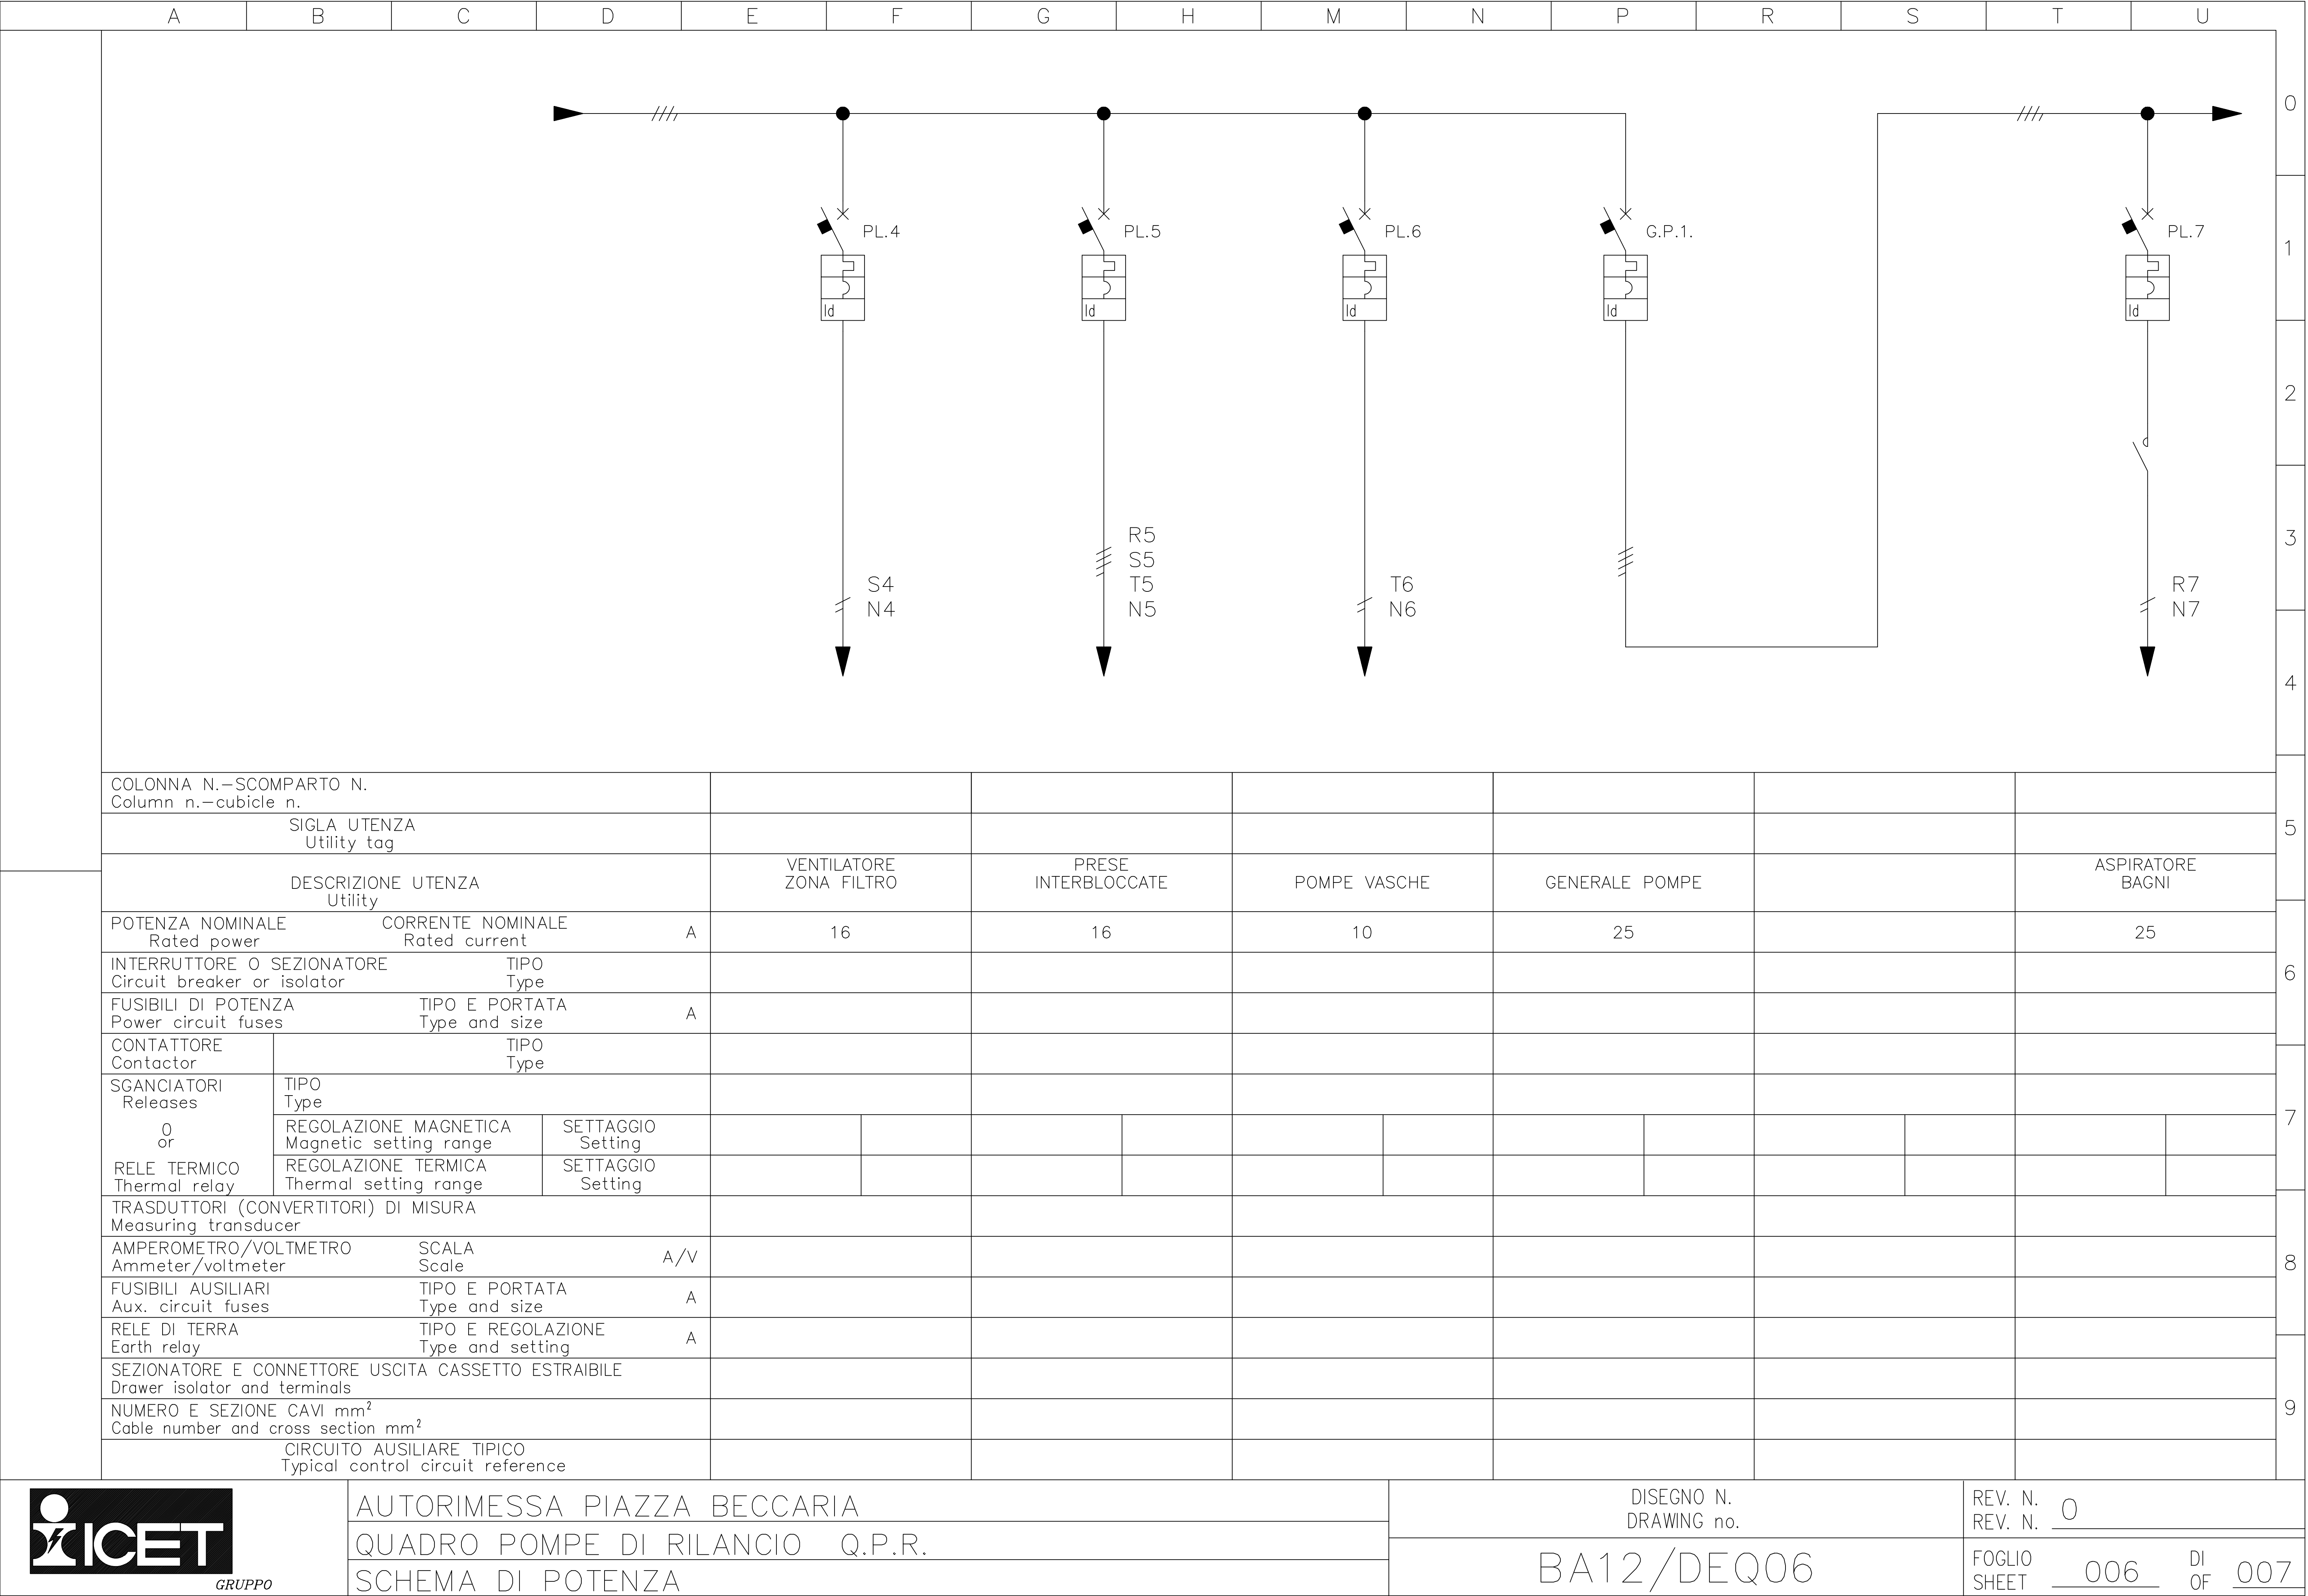 A B C D E F G H M N P R S T U
0
PL.4 PL.5 PL.6 G.P.1. PL.7
1
Id Id Id Id Id
2
R5
S5
3
S4 T5 T6 R7
N4 N5 N6 N7
4
COLONNA N.-SCOMPARTO N.
Column n.-cubicle n.
SIGLA UTENZA
Utility tag
5
DESCRIZIONE UTENZA
Utility
VENTILATORE
ZONA FILTRO
PRESE
INTERBLOCCATE
POMPE VASCHE
GENERALE POMPE
ASPIRATORE
BAGNI
POTENZA NOMINALE CORRENTE NOMINALE
Rated power Rated current
A 16 16 10 25 25
INTERRUTTORE O SEZIONATORE TIPO
Circuit breaker or isolator Type
6
FUSIBILI DI POTENZA TIPO E PORTATA
Power circuit fuses Type and size
A
CONTATTORE TIPO
Contactor Type
SGANCIATORI
Releases
O
or
RELE TERMICO
Thermal relay
TIPO
Type
REGOLAZIONE MAGNETICA SETTAGGIO
Magnetic setting range Setting
7
REGOLAZIONE TERMICA SETTAGGIO
Thermal setting range Setting
TRASDUTTORI (CONVERTITORI) DI MISURA
Measuring transducer
AMPEROMETRO/VOLTMETRO SCALA
Ammeter/voltmeter Scale
A/V
8
FUSIBILI AUSILIARI TIPO E PORTATA
Aux. circuit fuses Type and size
A
RELE DI TERRA TIPO E REGOLAZIONE
Earth relay Type and setting
A
SEZIONATORE E CONNETTORE USCITA CASSETTO ESTRAIBILE
Drawer isolator and terminals
NUMERO E SEZIONE CAVI mm²
Cable number and cross section mm²
9
CIRCUITO AUSILIARE TIPICO
Typical control circuit reference
ICET
GRUPPO
AUTORIMESSA PIAZZA BECCARIA
QUADRO POMPE DI RILANCIO Q.P.R.
SCHEMA DI POTENZA
DISEGNO N.
DRAWING no.
BA12/DEQ06
REV. N.
REV. N. 0
FOGLIO DI
SHEET 006 OF 007